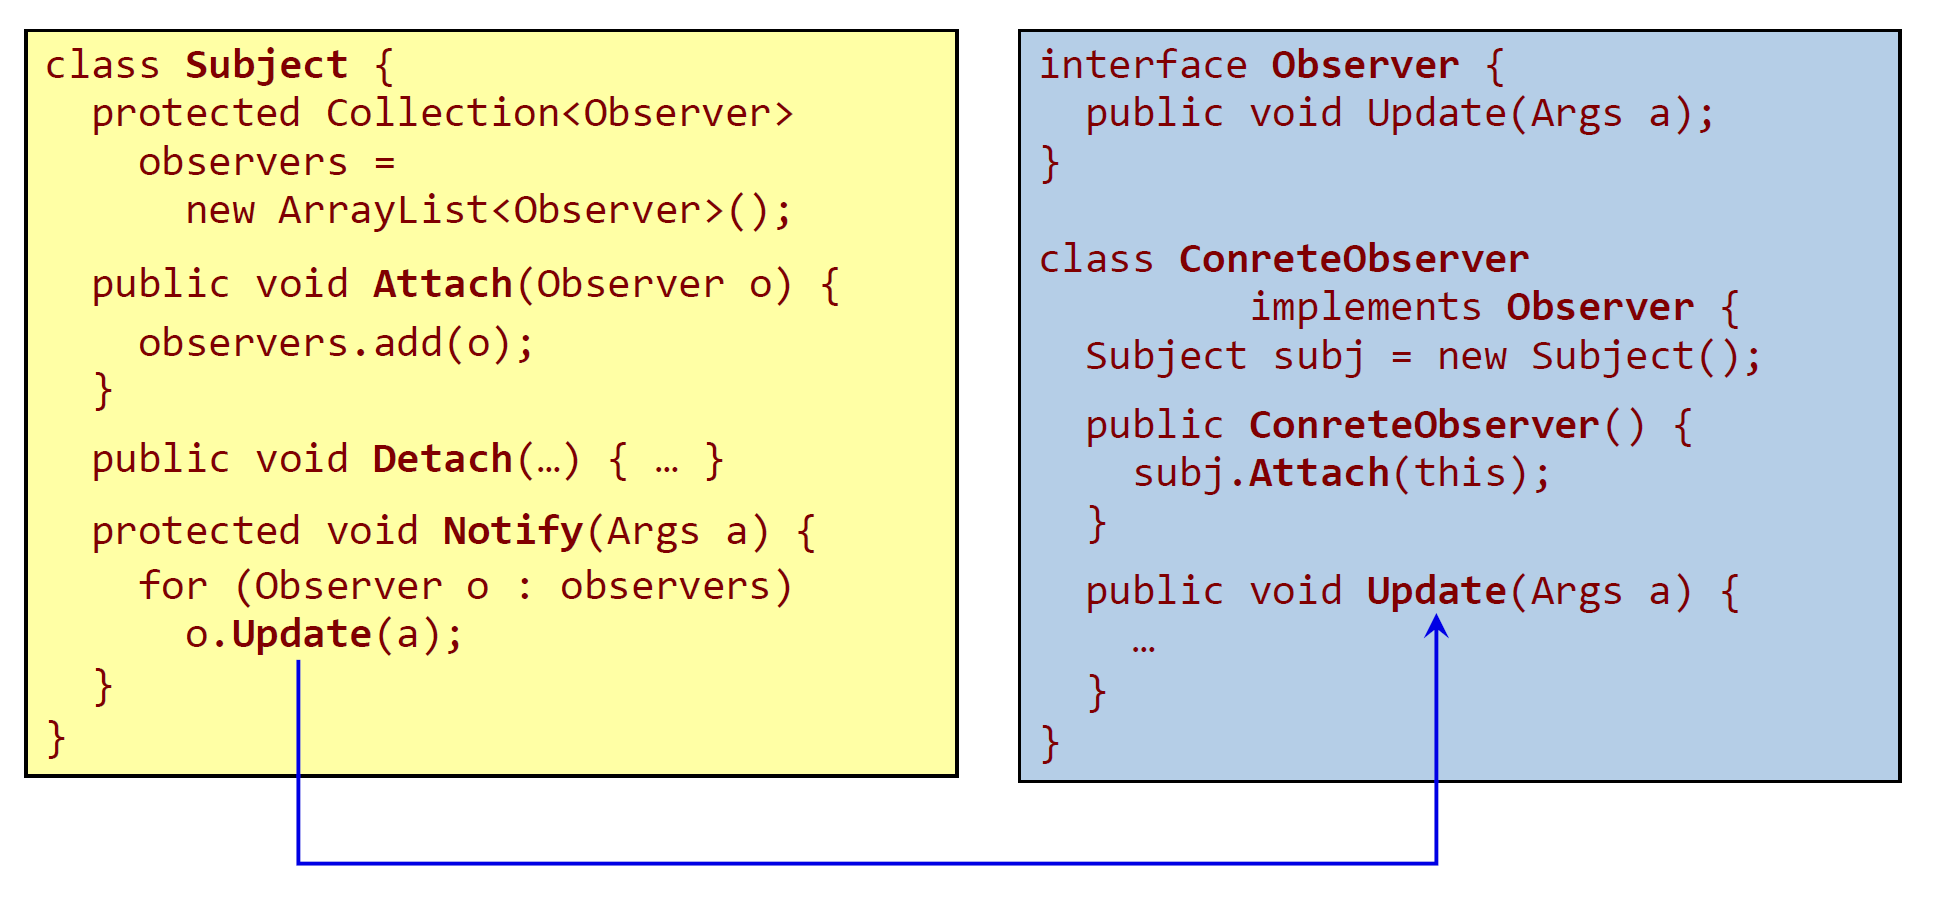 class Subject {
protected Collection<Observer>
observers =
new ArrayList<Observer>();
public void Attach(Observer o) {
observers.add(o);
}
public void Detach(…) { … }
protected void Notify(Args a) {
for (Observer o : observers)
o.Update(a);
}
}
interface Observer {
public void Update(Args a);
}
class ConreteObserver
implements Observer {
Subject subj = new Subject();
public ConreteObserver() {
subj.Attach(this);
}
public void Update(Args a) {
…
}
}